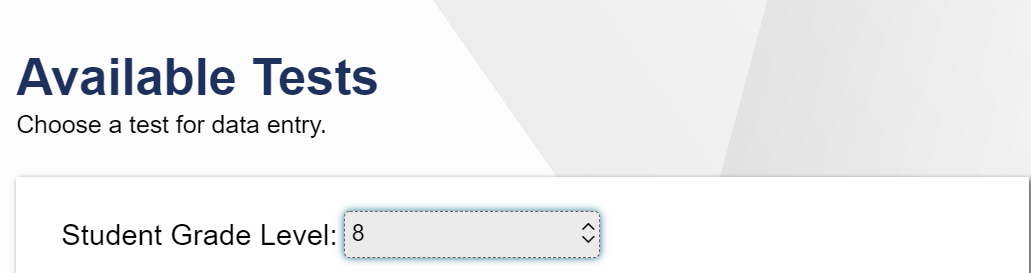 Available Tests
Choose a test for data entry.
Student Grade Level: 8